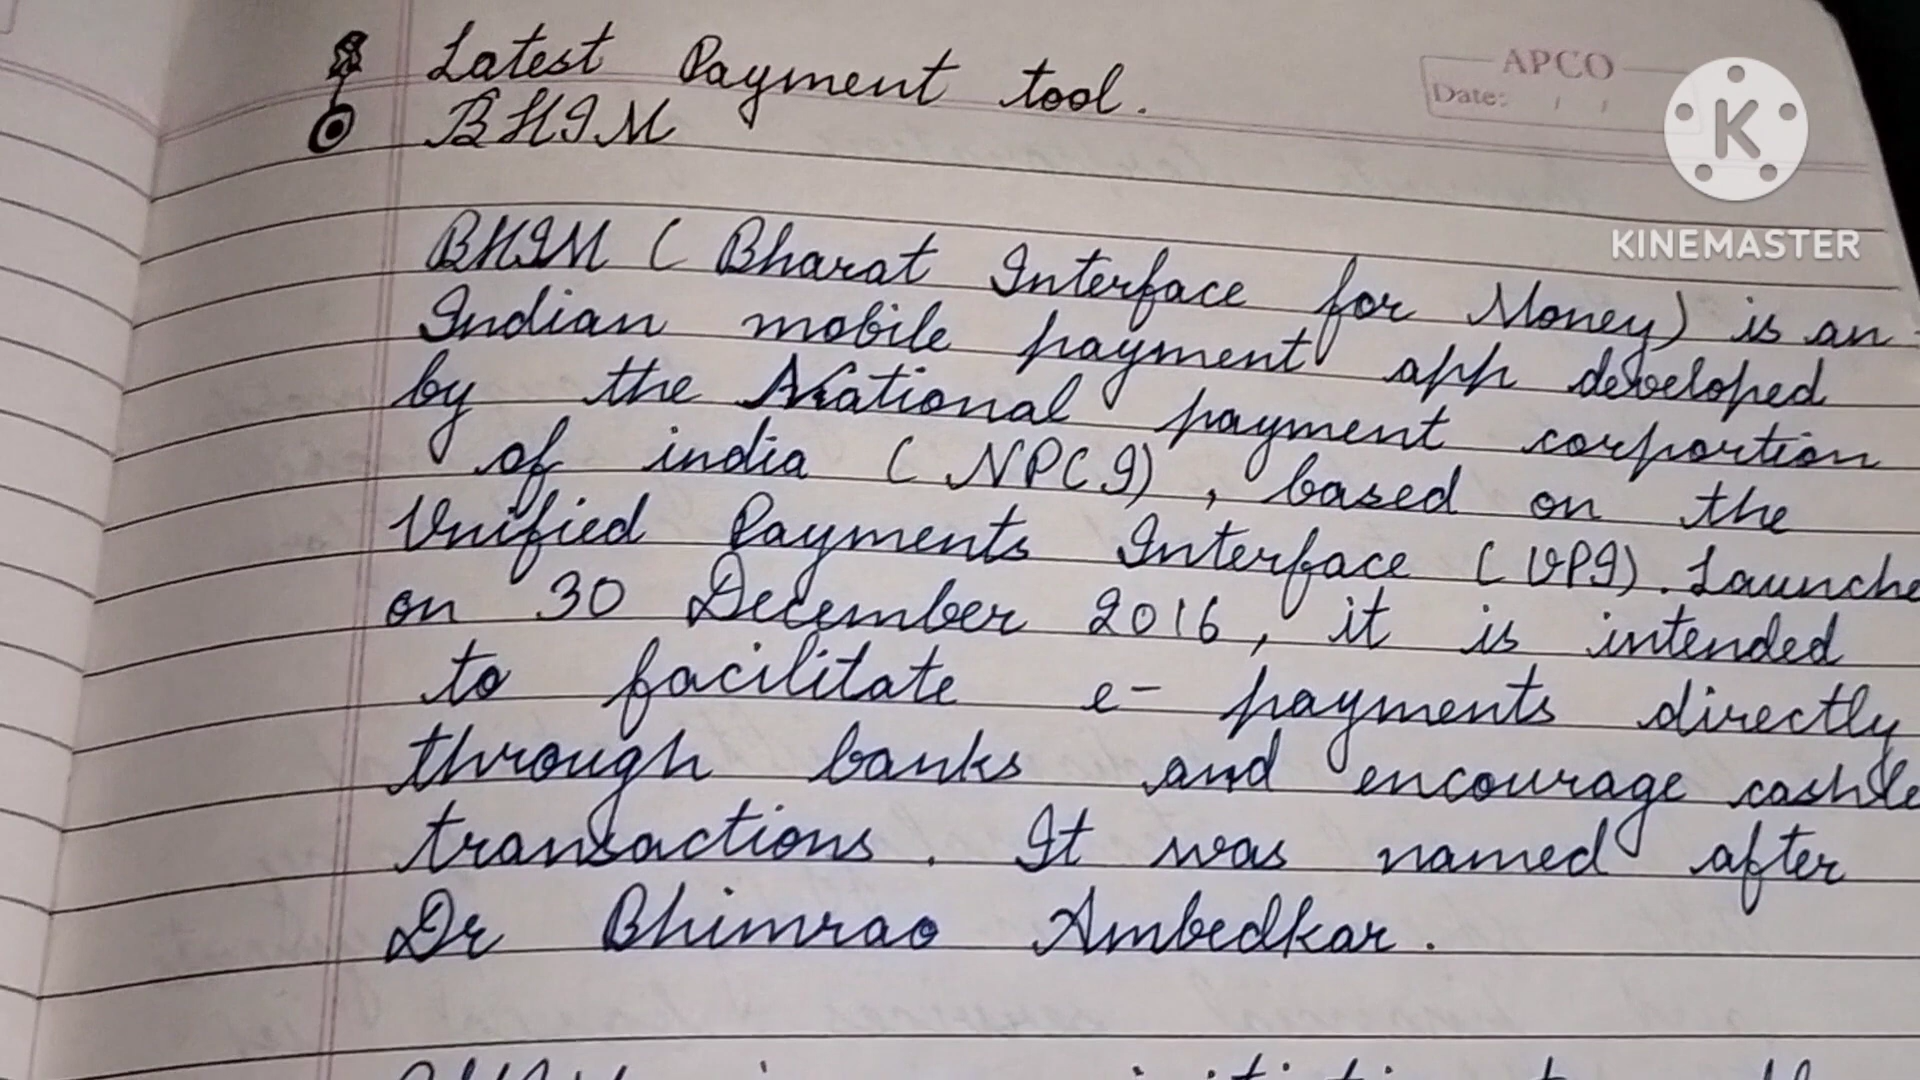 Latest Payment tool.
BHIM
APCO
Date: / /
K
KINEMASTER
BHIM ( Bharat Interface for Money) is an
Indian mobile payment app developed
by the National payment corportion
of india ( NPCI) , based on the
Unified Payments Interface ( UPI) . Launche
on 30 December 2016, it is intended
to facilitate e- payments directly
through banks and encourage cashle
transactions . It was named after
Dr Bhimrao Ambedkar .